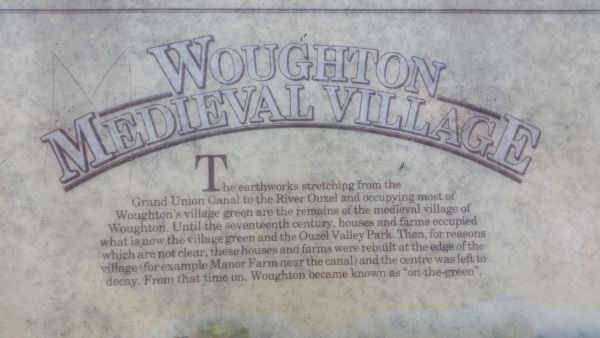 WOUGHTON
MEDIEVAL VILLAGE
The earthworks stretching from the
Grand Union Canal to the River Ouzel and occupying most of
Woughton's village green are the remains of the medieval village of
Woughton. Until the seventeenth century, houses and farms occupied
what is now the village green and the Ouzel Valley Park. Then, for reasons
which are not clear, these houses and farms were rebuilt at the edge of the
village (for example Manor Farm near the canal) and the centre was left to
decay. From that time on, Woughton became known as "on-the-green".